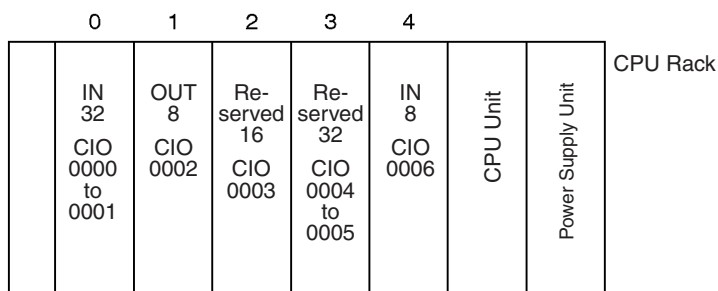 0 1 2 3 4
CPU Rack
IN
32
CIO
0000
to
0001
OUT
8
CIO
0002
Re-
served
16
CIO
0003
Re-
served
32
CIO
0004
to
0005
IN
8
CIO
0006
CPU Unit
Power Supply Unit